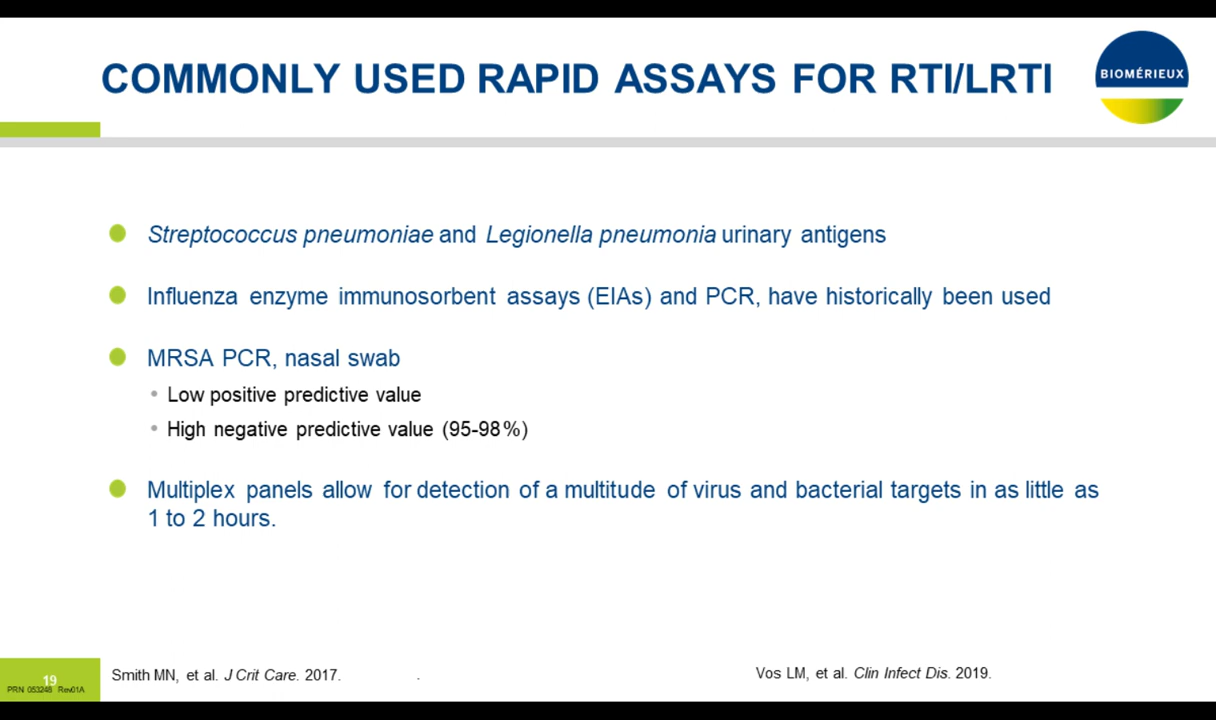 COMMONLY USED RAPID ASSAYS FOR RTI/LRTI
BIOMÉRIEUX
Streptococcus pneumoniae and Legionella pneumonia urinary antigens
Influenza enzyme immunosorbent assays (EIAs) and PCR, have historically been used
MRSA PCR, nasal swab
Low positive predictive value
High negative predictive value (95-98%)
Multiplex panels allow for detection of a multitude of virus and bacterial targets in as little as
1 to 2 hours.
19
PRN 053248 Rev01A
Smith MN, et al. J Crit Care. 2017. .
Vos LM, et al. Clin Infect Dis. 2019.